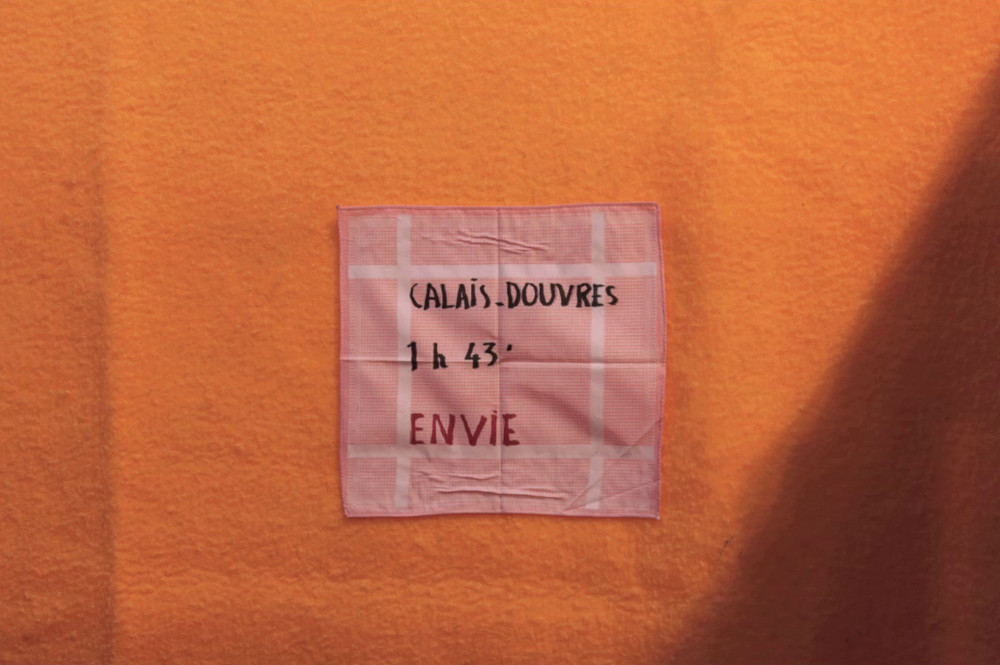 CALAIS_DOUVRES
1 h 43'
ENVIE